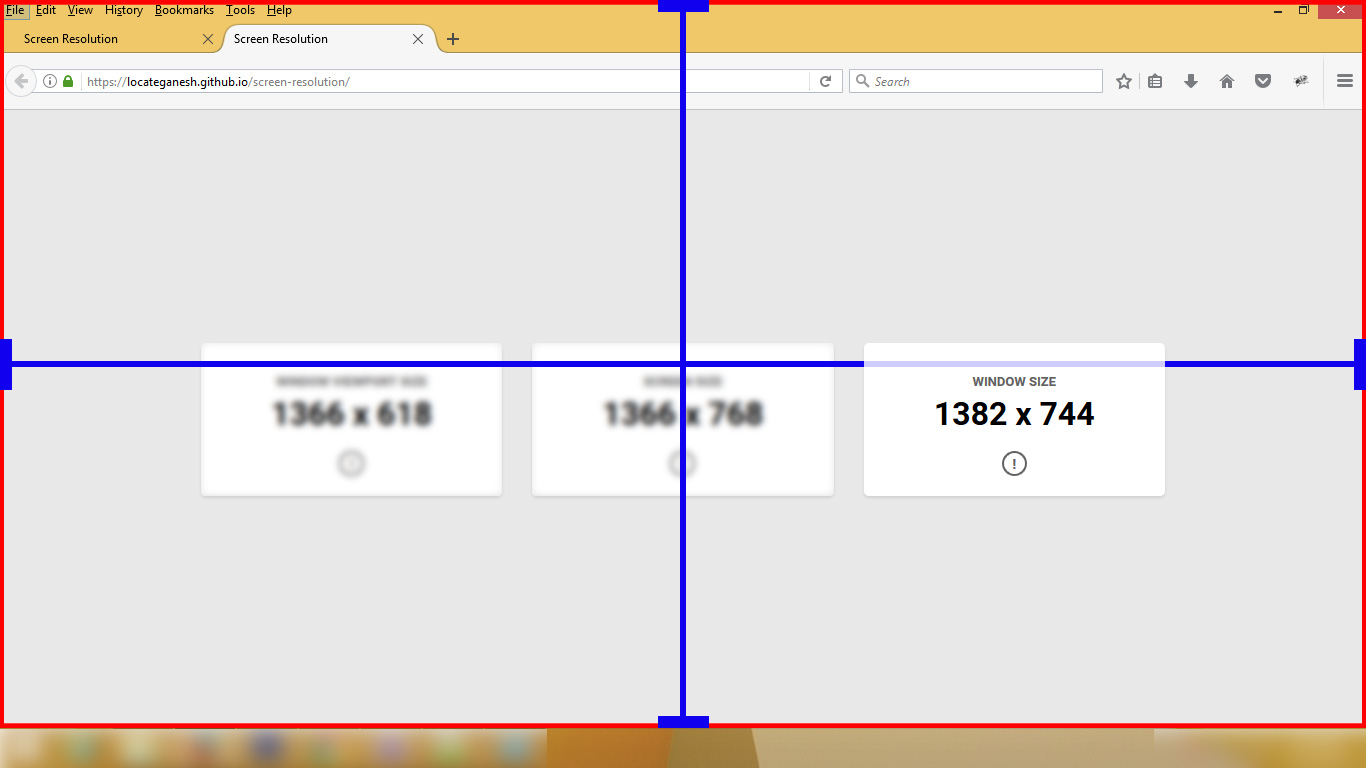 File Edit View History Bookmarks Tools Help
Screen Resolution Screen Resolution
https://locateganesh.github.io/screen-resolution/ Search
WINDOW VIEWPORT SIZE SCREEN SIZE WINDOW SIZE
1366 x 618 1366 x 768 1382 x 744
!